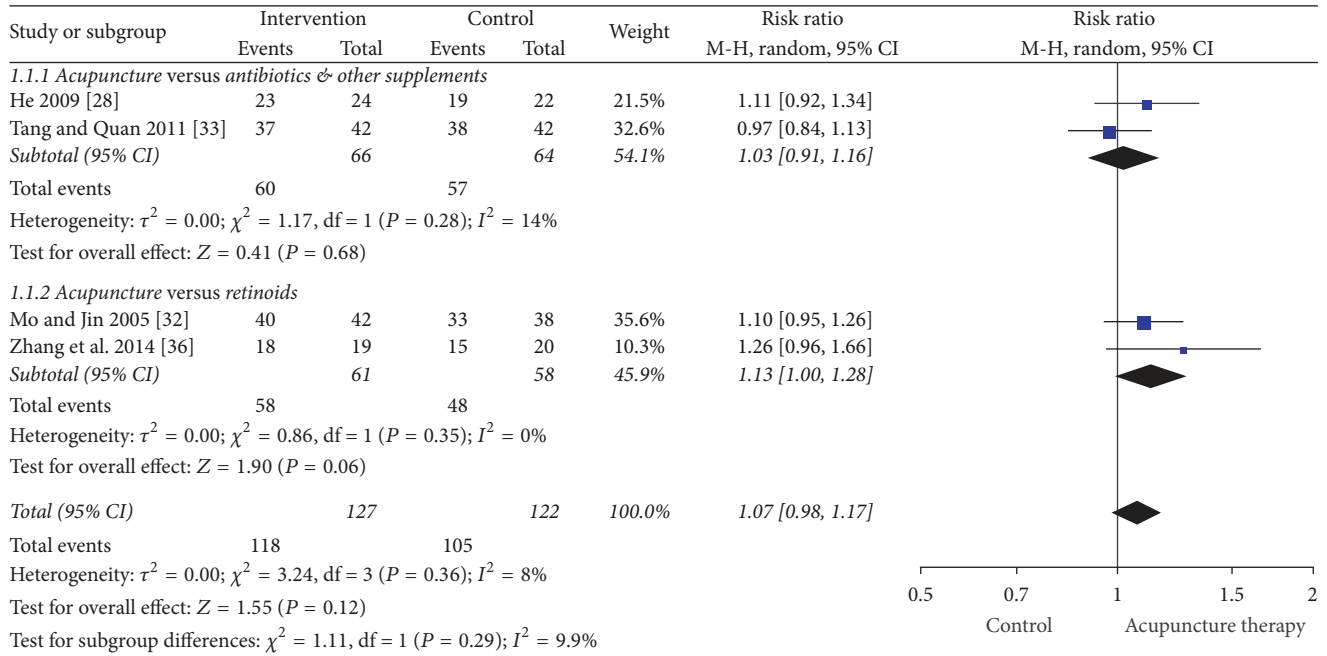 Study or subgroup Intervention Control Weight Risk ratio Risk ratio
Events Total Events Total M-H, random, 95% CI M-H, random, 95% CI
1.1.1 Acupuncture versus antibiotics & other supplements
He 2009 [28] 23 24 19 22 21.5% 1.11 [0.92, 1.34]
Tang and Quan 2011 [33] 37 42 38 42 32.6% 0.97 [0.84, 1.13]
Subtotal (95% CI) 66 64 54.1% 1.03 [0.91, 1.16]
Total events 60 57
Heterogeneity: τ² = 0.00; χ² = 1.17, df = 1 (P = 0.28); I² = 14%
Test for overall effect: Z = 0.41 (P = 0.68)
1.1.2 Acupuncture versus retinoids
Mo and Jin 2005 [32] 40 42 33 38 35.6% 1.10 [0.95, 1.26]
Zhang et al. 2014 [36] 18 19 15 20 10.3% 1.26 [0.96, 1.66]
Subtotal (95% CI) 61 58 45.9% 1.13 [1.00, 1.28]
Total events 58 48
Heterogeneity: τ² = 0.00; χ² = 0.86, df = 1 (P = 0.35); I² = 0%
Test for overall effect: Z = 1.90 (P = 0.06)
Total (95% CI) 127 122 100.0% 1.07 [0.98, 1.17]
Total events 118 105
Heterogeneity: τ² = 0.00; χ² = 3.24, df = 3 (P = 0.36); I² = 8%
Test for overall effect: Z = 1.55 (P = 0.12)
Test for subgroup differences: χ² = 1.11, df = 1 (P = 0.29); I² = 9.9%
0.5 0.7 1 1.5 2
Control Acupuncture therapy